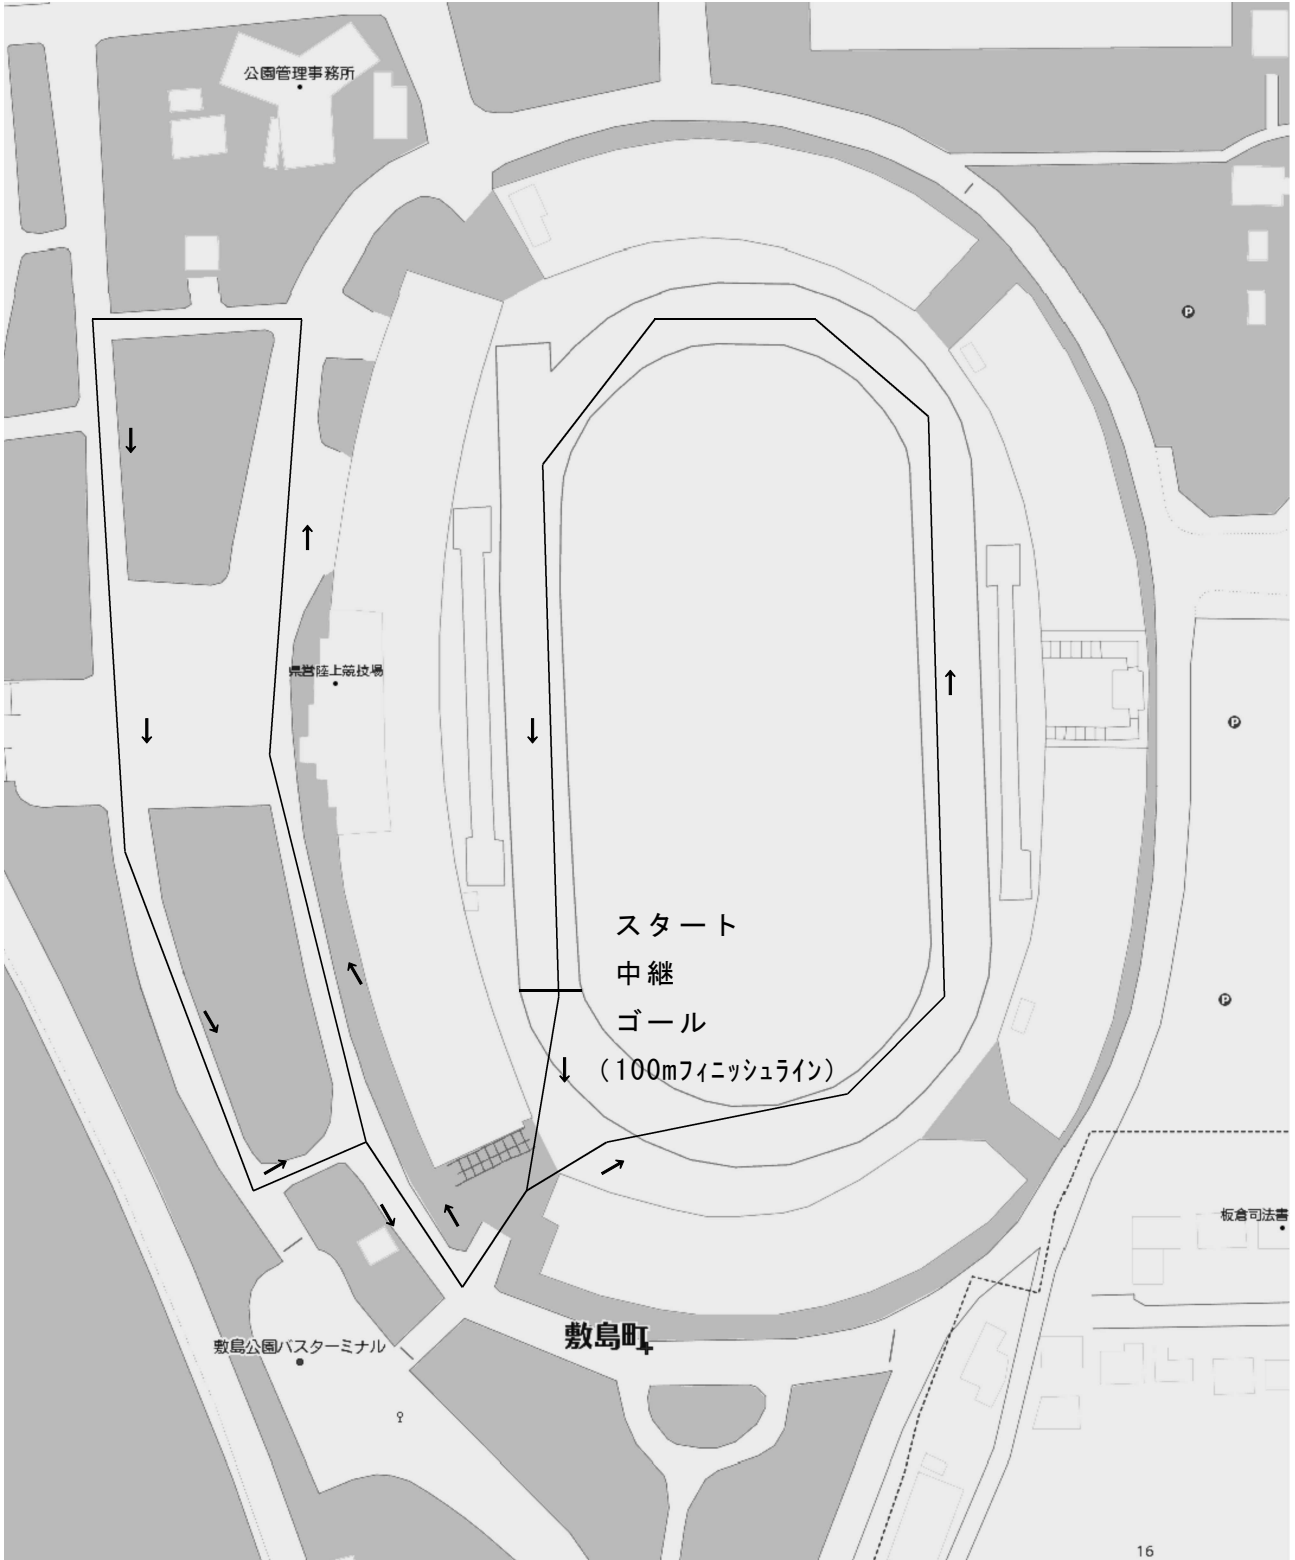 公園管理事務所
県営陸上競技場
スタート
中継
ゴール
(100mフィニッシュライン)
板倉司法書
敷島町
敷島公園バスターミナル
P
P
P
16